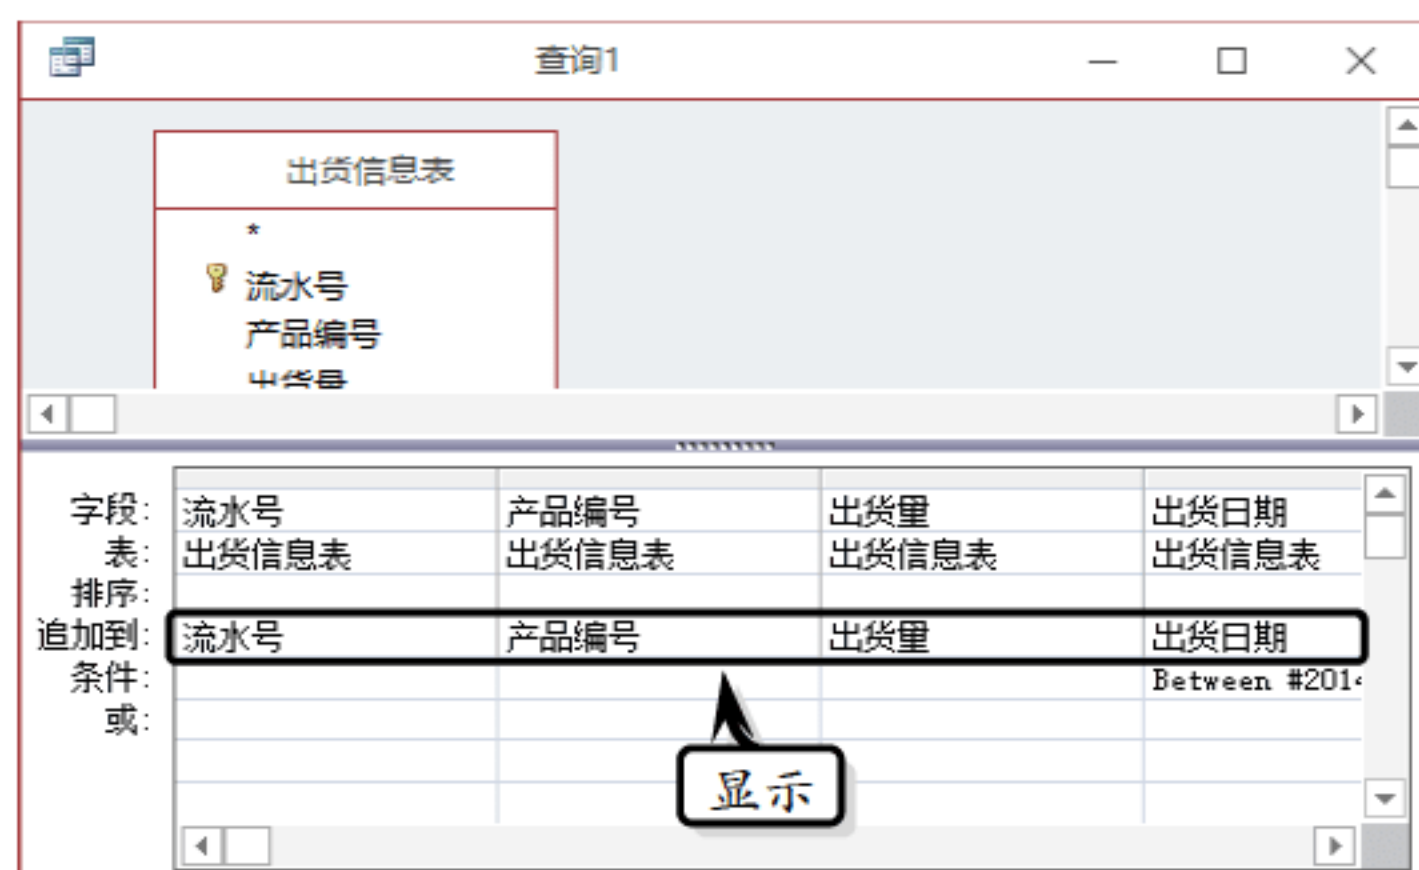 查询1
出货信息表
*
流水号
产品编号
出货量
字段: 流水号 产品编号 出货量 出货日期
表: 出货信息表 出货信息表 出货信息表 出货信息表
排序:
追加到: 流水号 产品编号 出货量 出货日期
条件: Between #2014
或:
显示